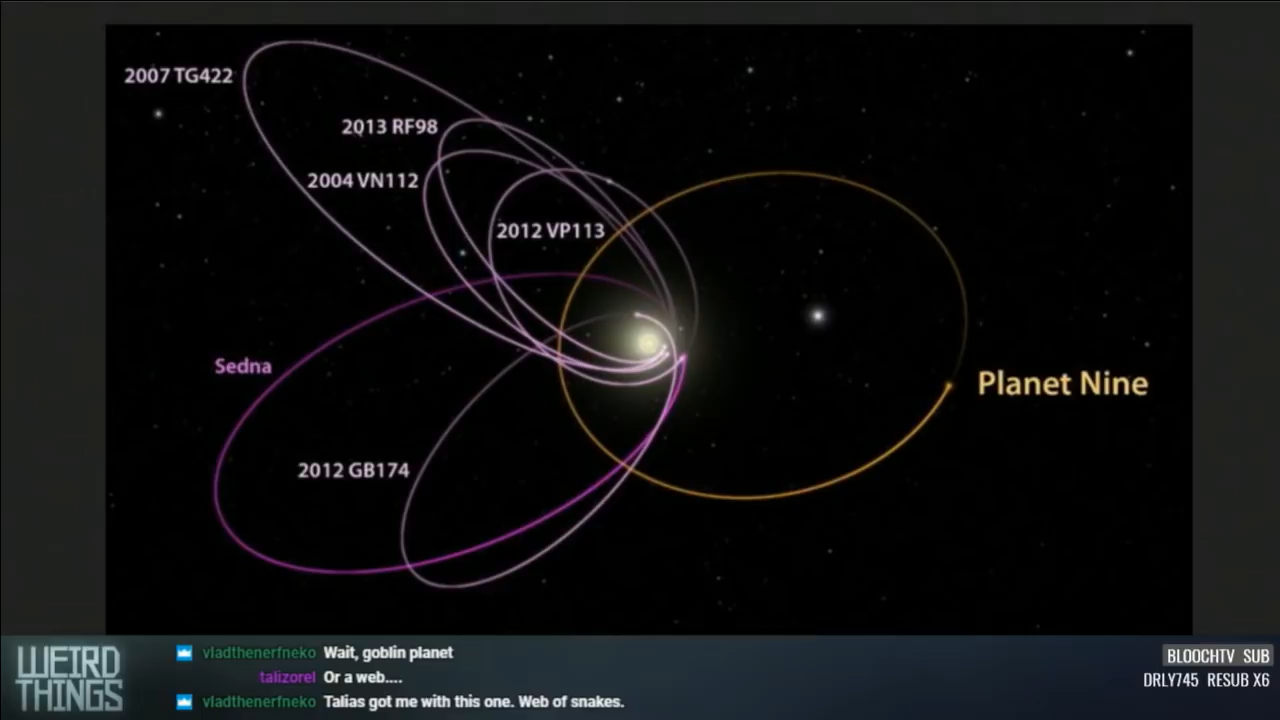 2007 TG422
2013 RF98
2004 VN112
2012 VP113
Sedna
Planet Nine
2012 GB174
WEIRD
THINGS
vladthenerfneko Wait, goblin planet
talizorel Or a web....
vladthenerfneko Talias got me with this one. Web of snakes.
BLOOCHTV SUB
DRLY745 RESUB X6